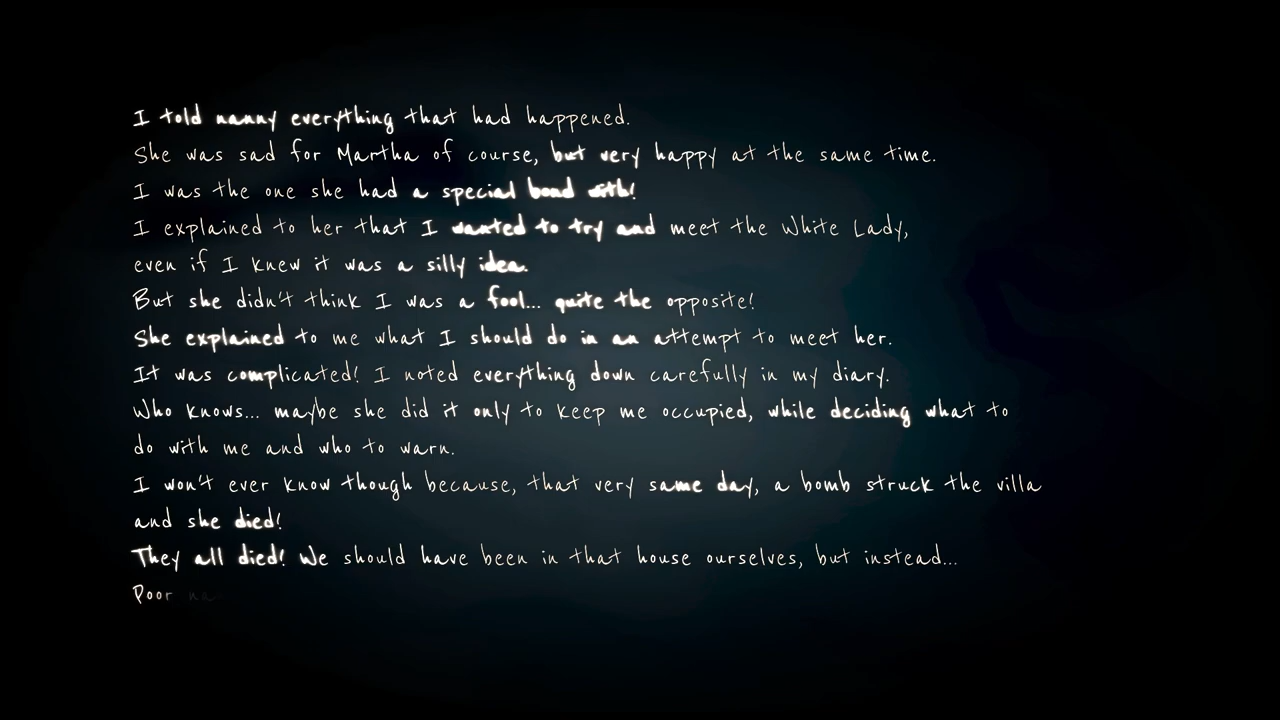 I told nanny everything that had happened.
She was sad for Martha of course, but very happy at the same time.
I was the one she had a special bond with!
I explained to her that I wanted to try and meet the White Lady,
even if I knew it was a silly idea.
But she didn't think I was a fool... quite the opposite!
She explained to me what I should do in an attempt to meet her.
It was complicated! I noted everything down carefully in my diary.
Who knows... maybe she did it only to keep me occupied, while deciding what to
do with me and who to warn.
I won't ever know though because, that very same day, a bomb struck the villa
and she died!
They all died! We should have been in that house ourselves, but instead...
Poor